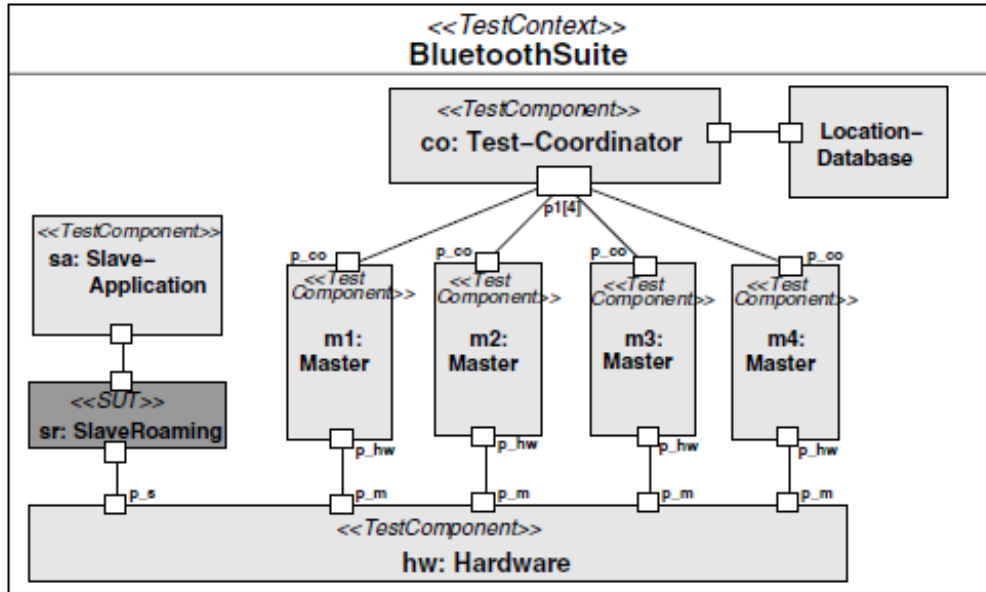 <<TestContext>>
BluetoothSuite
<<TestComponent>>
co: Test-Coordinator
Location-
Database
p1[4]
<<TestComponent>>
sa: Slave-
Application
p_co
p_co
p_co
p_co
<<Test
Component>>
m1:
Master
<<Test
Component>>
m2:
Master
<<Test
Component>>
m3:
Master
<<Test
Component>>
m4:
Master
<<SUT>>
sr: SlaveRoaming
p_hw
p_hw
p_hw
p_hw
p_s
p_m
p_m
p_m
p_m
<<TestComponent>>
hw: Hardware